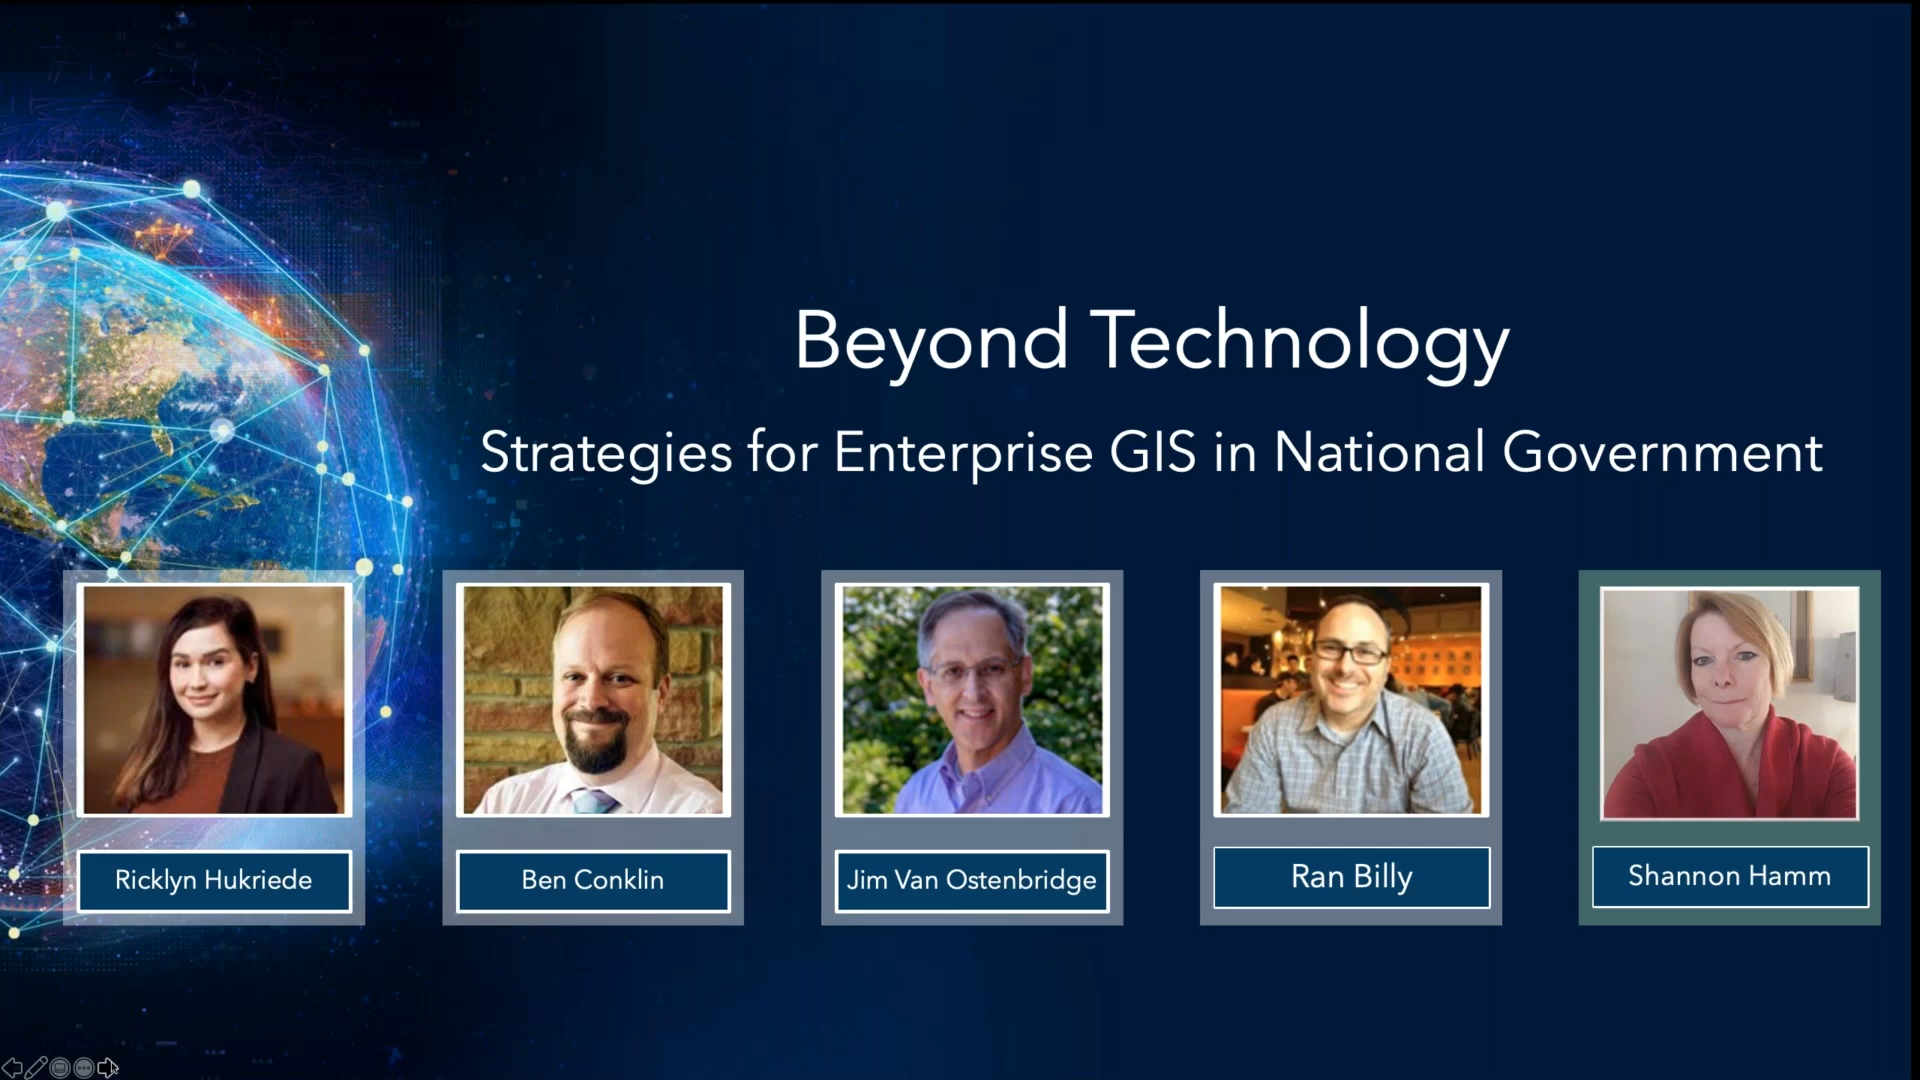 Beyond Technology
Strategies for Enterprise GIS in National Government
Ricklyn Hukriede
Ben Conklin
Jim Van Ostenbridge
Ran Billy
Shannon Hamm